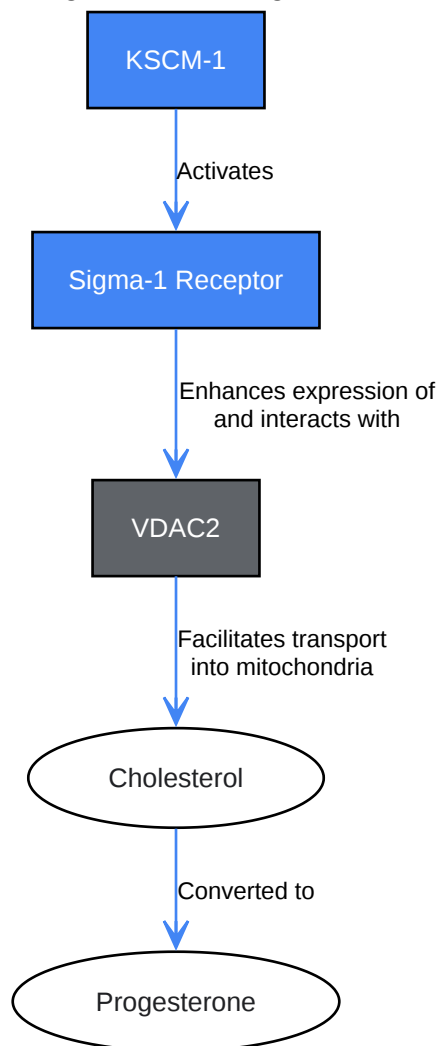 KSCM-1
Activates
Sigma-1 Receptor
Enhances expression of
and interacts with
VDAC2
Facilitates transport
into mitochondria
Cholesterol
Converted to
Progesterone